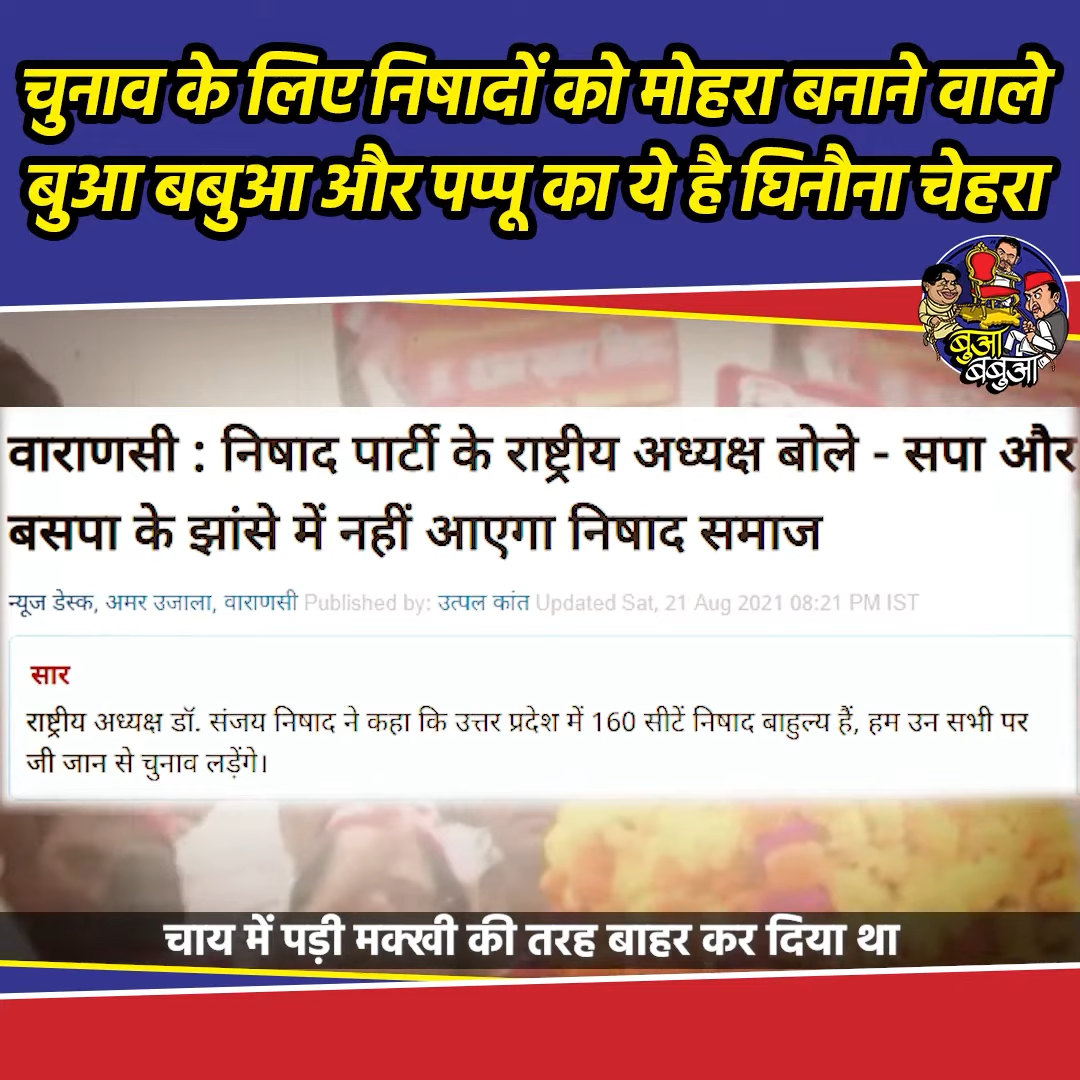 चुनाव के लिए निषादों को मोहरा बनाने वाले
बुआ बबुआ और पप्पू का ये है घिनौना चेहरा
बुआ
बबुआ
वाराणसी : निषाद पार्टी के राष्ट्रीय अध्यक्ष बोले - सपा और
बसपा के झांसे में नहीं आएगा निषाद समाज
न्यूज डेस्क, अमर उजाला, वाराणसी Published by: उत्पल कांत Updated Sat, 21 Aug 2021 08:21 PM IST
सार
राष्ट्रीय अध्यक्ष डॉ. संजय निषाद ने कहा कि उत्तर प्रदेश में 160 सीटें निषाद बाहुल्य हैं, हम उन सभी पर
जी जान से चुनाव लड़ेंगे।
चाय में पड़ी मक्खी की तरह बाहर कर दिया था